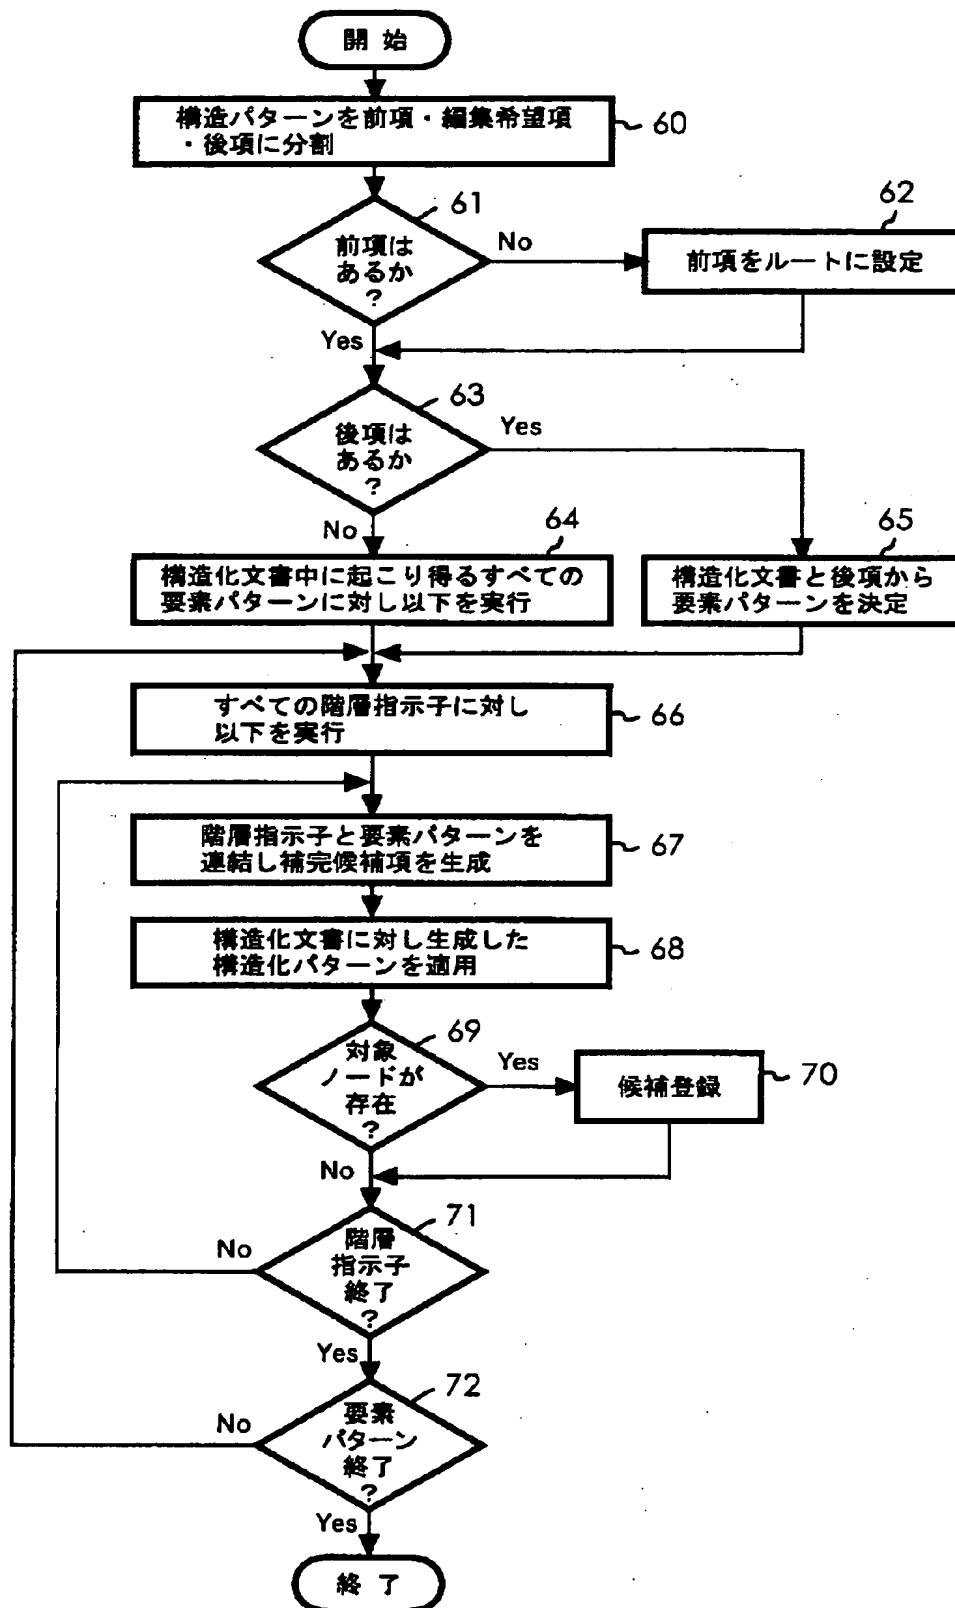 開始
構造パターンを前項・編集希望項
・後項に分割
60
61
前項は
あるか
?
No
62
前項をルートに設定
Yes
63
後項は
あるか
?
Yes
No
64
構造化文書中に起こり得るすべての
要素パターンに対し以下を実行
65
構造化文書と後項から
要素パターンを決定
すべての階層指示子に対し
以下を実行
66
階層指示子と要素パターンを
連結し補完候補項を生成
67
構造化文書に対し生成した
構造化パターンを適用
68
69
対象
ノードが
存在
?
Yes
候補登録
70
No
71
階層
指示子
終了
?
No
Yes
72
要素
パターン
終了
?
No
Yes
終了